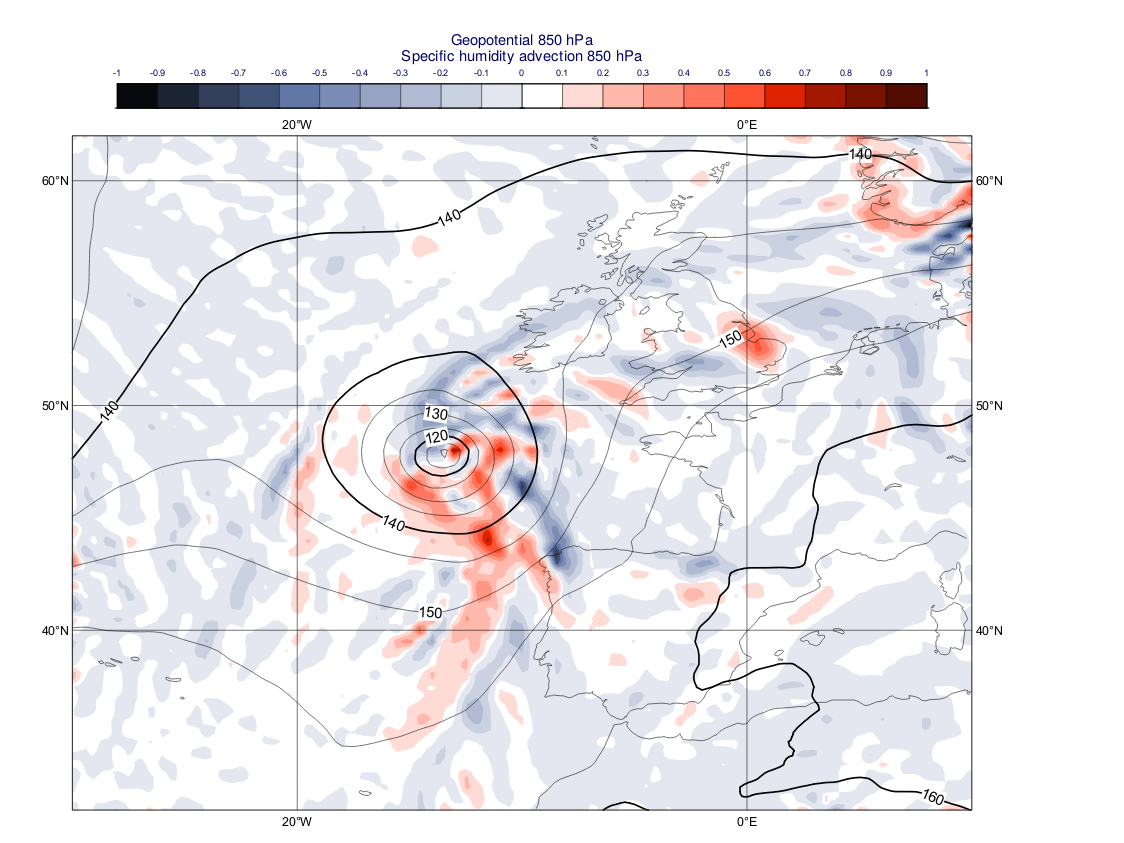 Geopotential 850 hPa
Specific humidity advection 850 hPa
-1 -0.9 -0.8 -0.7 -0.6 -0.5 -0.4 -0.3 -0.2 -0.1 0 0.1 0.2 0.3 0.4 0.5 0.6 0.7 0.8 0.9 1
20°W 0°E
140
60°N 60°N
140
150
50°N 140 130 50°N
120
140
150
40°N 40°N
160
20°W 0°E